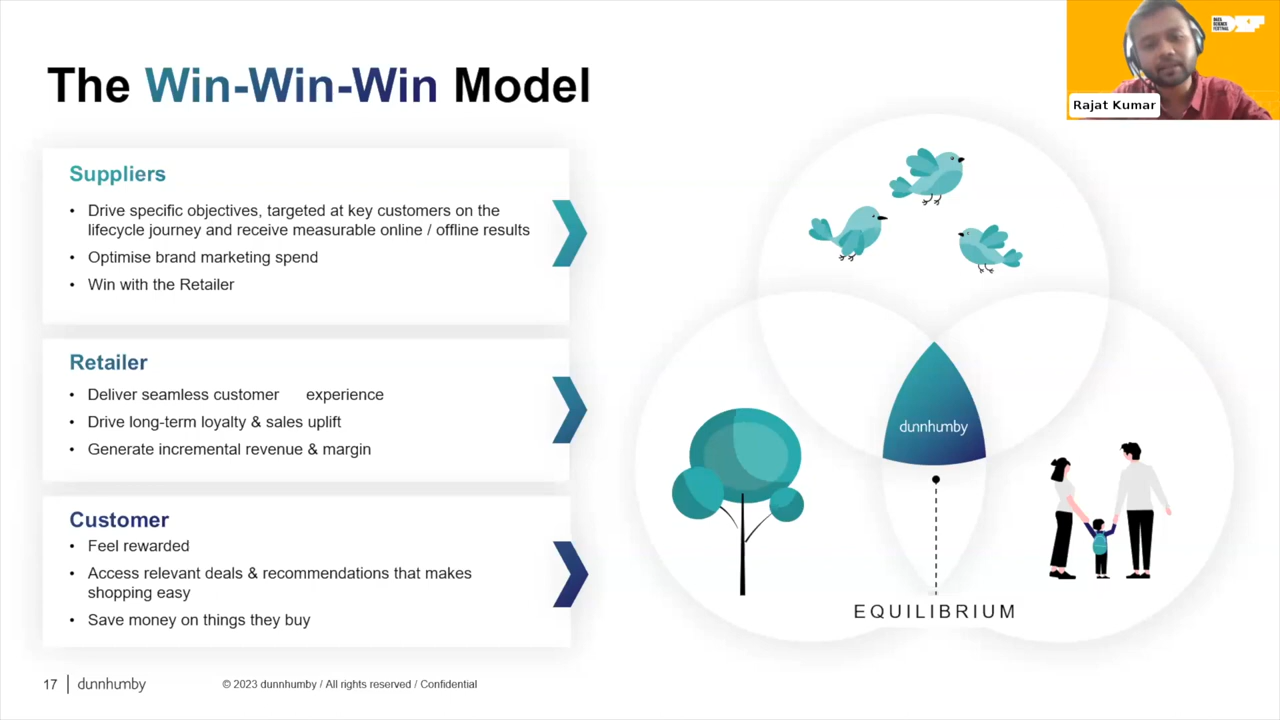 The Win-Win-Win Model
DATA
SCIENCE
FESTIVAL
Rajat Kumar
Suppliers
• Drive specific objectives, targeted at key customers on the
lifecycle journey and receive measurable online / offline results
• Optimise brand marketing spend
• Win with the Retailer
Retailer
• Deliver seamless customer experience
• Drive long-term loyalty & sales uplift
• Generate incremental revenue & margin
Customer
• Feel rewarded
• Access relevant deals & recommendations that makes
shopping easy
• Save money on things they buy
dunnhumby
EQUILIBRIUM
17 | dunnhumby © 2023 dunnhumby / All rights reserved / Confidential